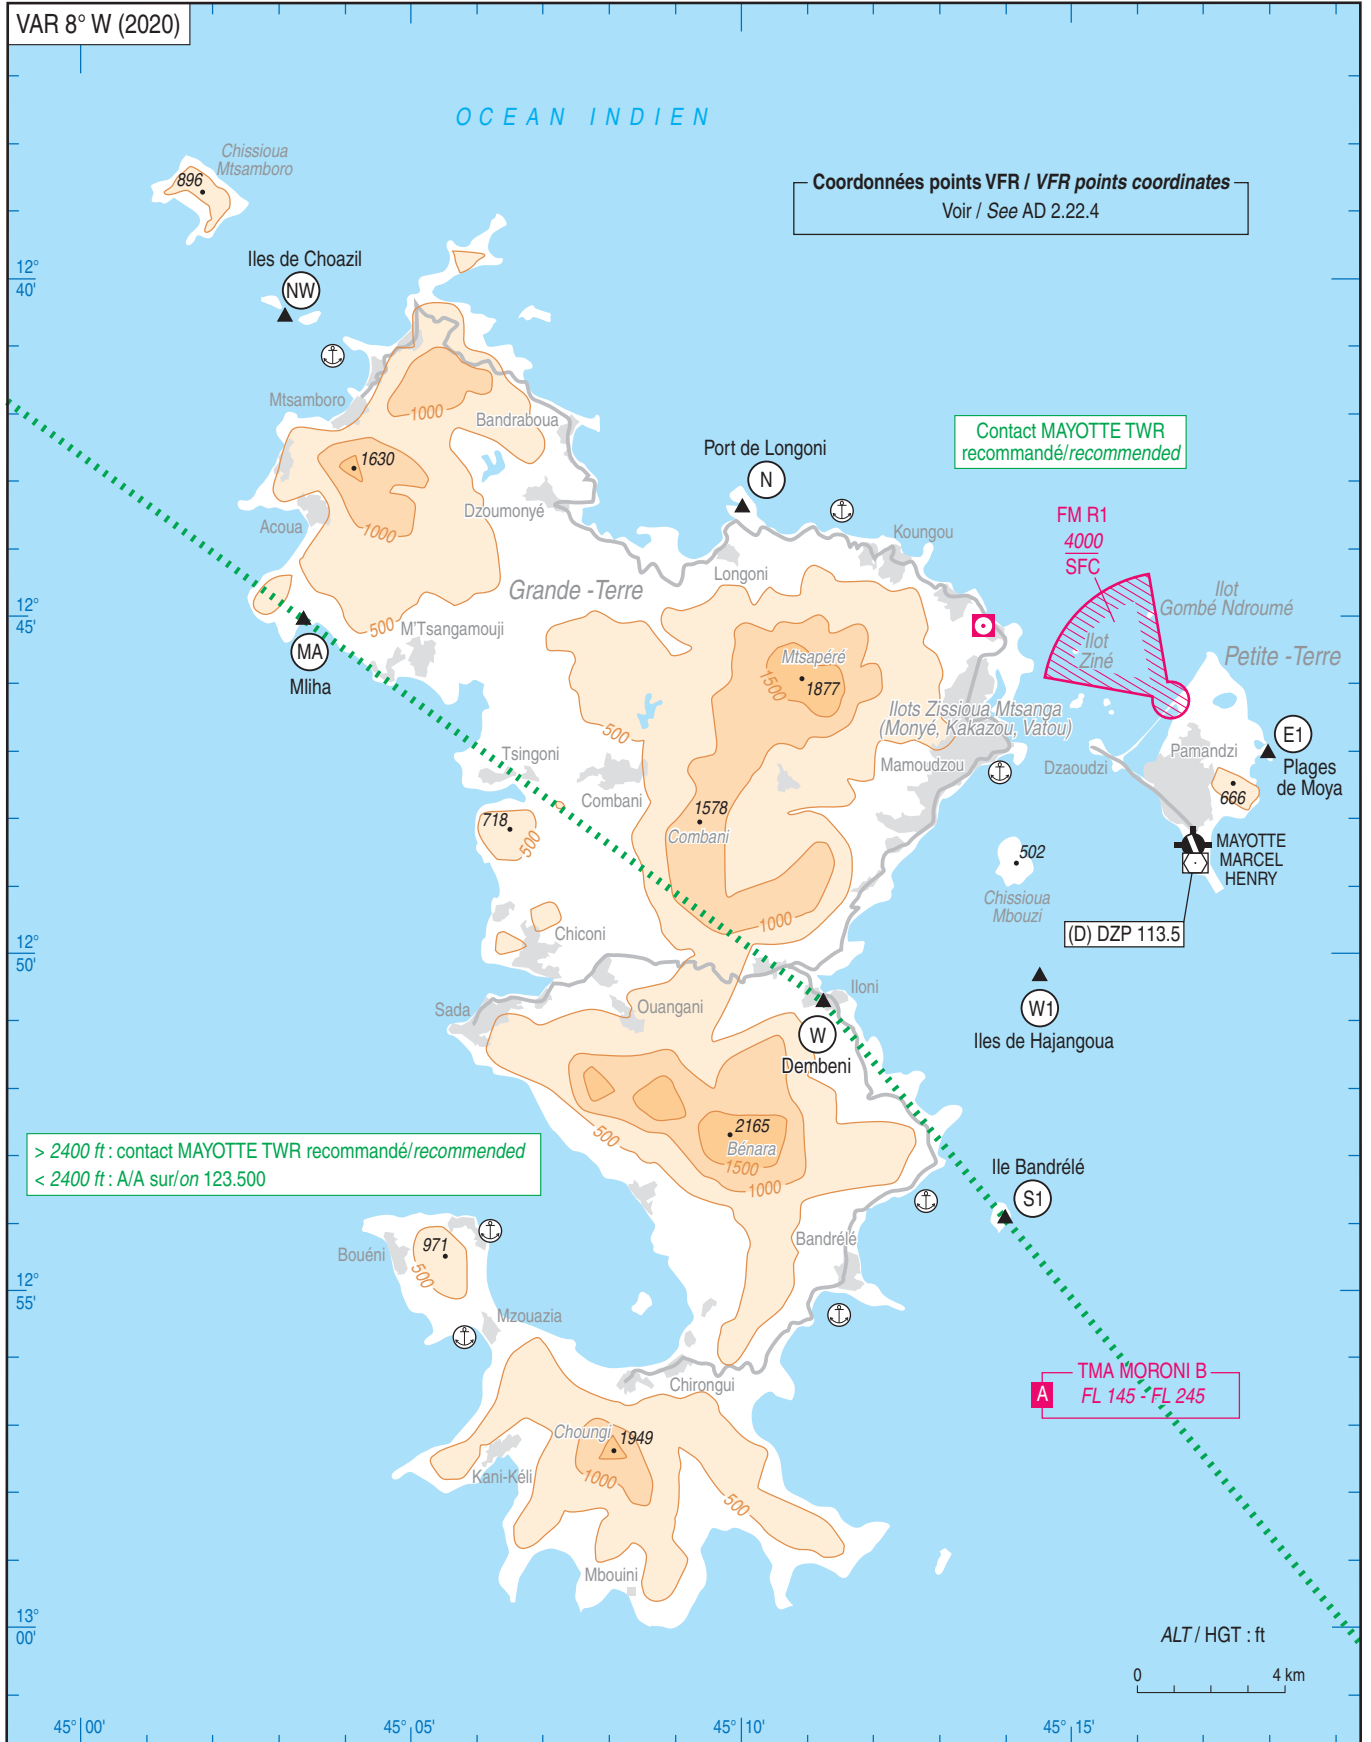 VAR 8° W (2020)
OCEAN INDIEN
Chissioua
Mtsamboro
896
Coordonnées points VFR / VFR points coordinates
Voir / See AD 2.22.4
Iles de Choazil
NW
12°
40'
Mtsamboro
1000
Bandraboua
1630
Contact MAYOTTE TWR
recommandé/recommended
Port de Longoni
N
Dzoumonyé
Acoua
1000
Koungou
FM R1
4000
SFC
Longoni
Grande -Terre
Ilot
Gombé Ndroumé
12°
45'
500
M'Tsangamouji
MA
Mliha
Mtsapéré
1500
1877
Ilot
Ziné
Petite -Terre
Ilots Zissioua Mtsanga
(Monyé, Kakazou, Vatou)
500
E1
Plages
de Moya
Tsingoni
Combani
Mamoudzou
Dzaoudzi
Pamandzi
666
718
500
1578
Combani
502
Chissioua
Mbouzi
MAYOTTE
MARCEL
HENRY
1000
Chiconi
(D) DZP 113.5
12°
50'
Sada
Ouangani
Iloni
W
Dembeni
W1
Iles de Hajangoua
500
2165
Bénara
1500
1000
> 2400 ft : contact MAYOTTE TWR recommandé/recommended
< 2400 ft : A/A sur/on 123.500
Ile Bandrélé
S1
Bouéni
971
500
Bandrélé
12°
55'
Mzouazia
Chirongui
TMA MORONI B
A
FL 145 - FL 245
Choungi
1949
Kani-Kéli
1000
500
Mbouini
13°
00'
ALT / HGT : ft
0
4 km
45° 00'
45° 05'
45° 10'
45° 15'